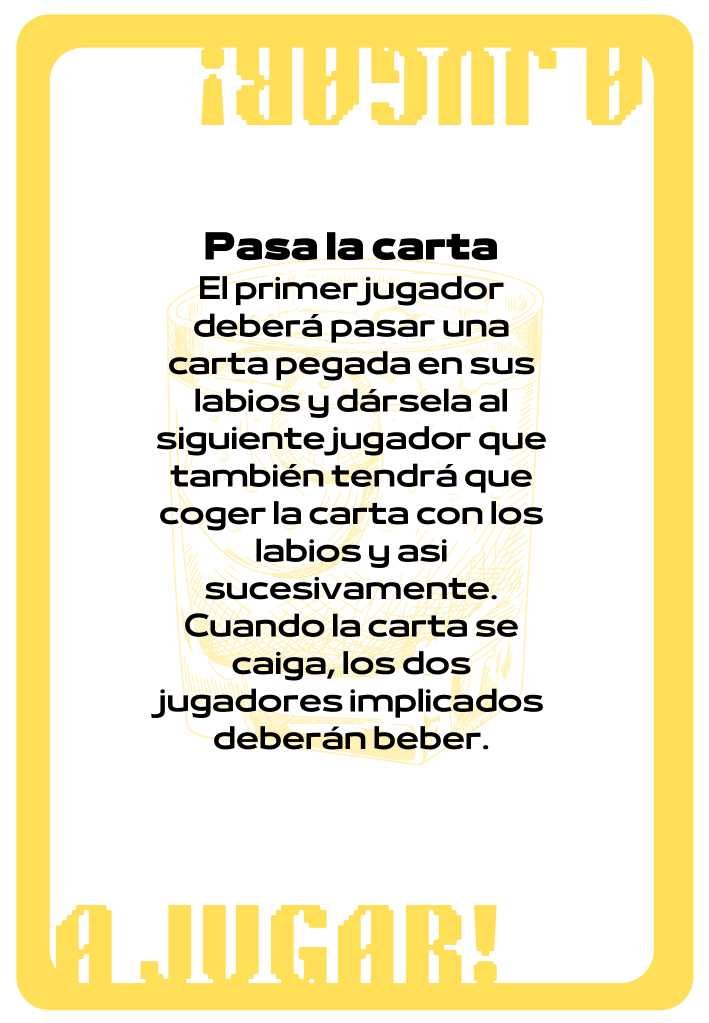 A JUGAR!
Pasa la carta
El primer jugador
deberá pasar una
carta pegada en sus
labios y dársela al
siguiente jugador que
también tendrá que
coger la carta con los
labios y asi
sucesivamente.
Cuando la carta se
caiga, los dos
jugadores implicados
deberán beber.
A JUGAR!